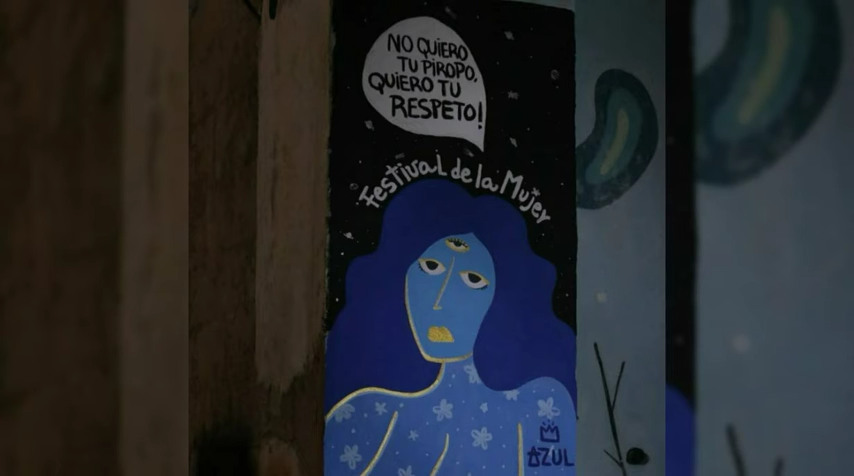 NO QUIERO
TU PIROPO,
QUIERO TU
RESPETO!
Festival de la Mujer
AZUL